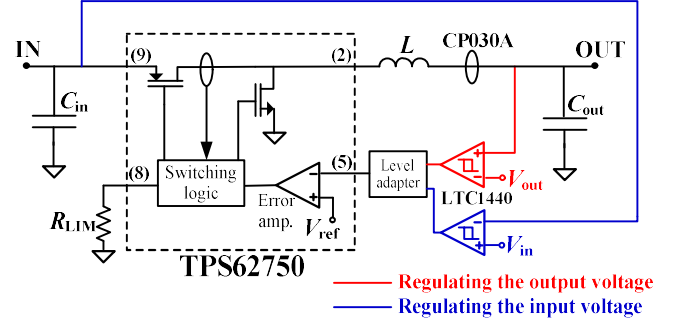 IN
(9)
(2)
L
CP030A
OUT
Cin
Cout
(8)
Switching
logic
(5)
Level
adapter
Error
amp.
Vref
RLIM
Vout
LTC1440
Vin
TPS62750
Regulating the output voltage
Regulating the input voltage